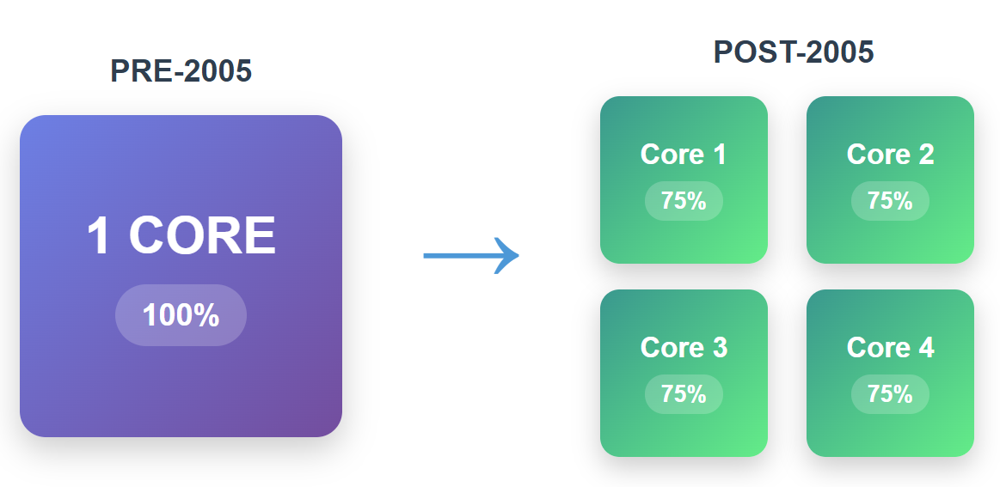 PRE-2005
1 CORE
100%
→
POST-2005
Core 1
75%
Core 2
75%
Core 3
75%
Core 4
75%